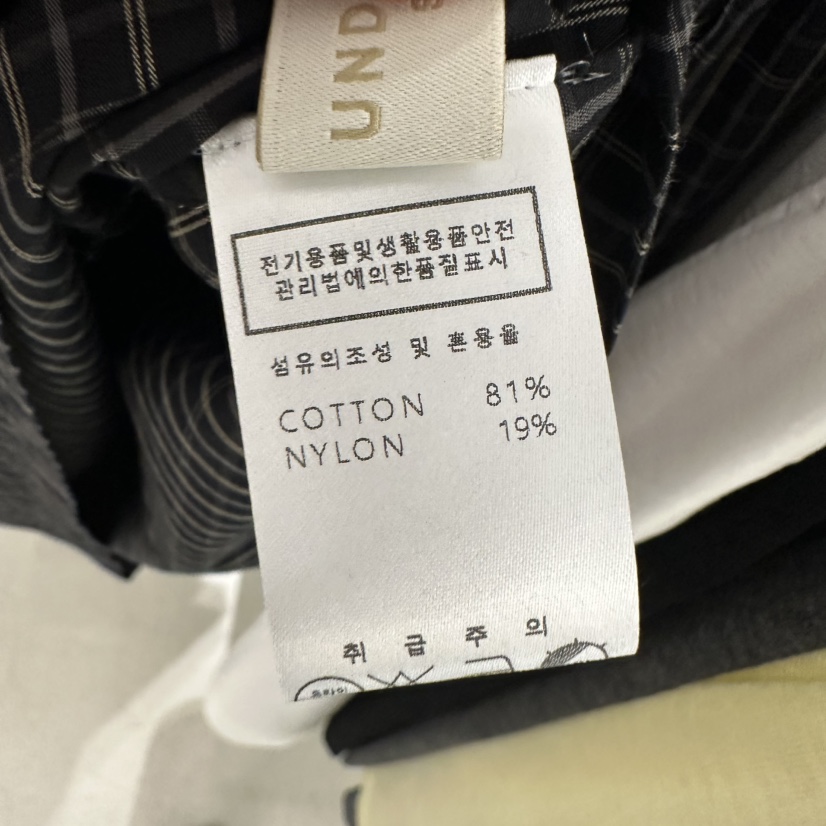 UND
전기용품및생활용품안전
관리법에의한품질표시
섬유의조성 및 혼용율
COTTON 81%
NYLON 19%
취 급 주 의